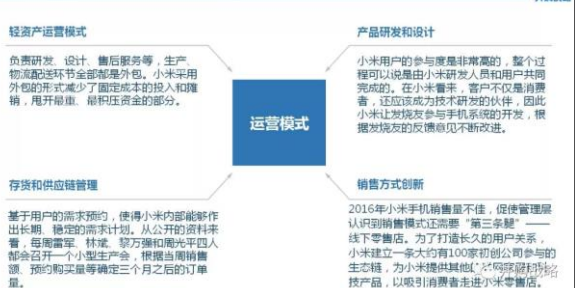 轻资产运营模式
负责研发、设计、售后服务等，生产、
物流配送环节全部都是外包。小米采用
外包的形式减少了固定成本的投入和摊
销，甩开最重、最积压资金的部分。
产品研发和设计
小米用户的参与度是非常高的，整个过
程可以说是由小米研发人员和用户共同
完成的。在小米看来，客户不仅是消费
者，还应该成为技术研发的伙伴，因此
小米让发烧友参与手机系统的开发，根
据发烧友的反馈意见不断改进。
运营模式
存货和供应链管理
基于用户的需求预约，使得小米内部能够作
出长期、稳定的需求计划。从公开的资料来
看，每周雷军、林斌、黎万强和周光平四人
都会召开一个小型生产会，根据当周销售
额、预约购买量等确定三个月之后的订单
量。
销售方式创新
2016年小米手机销售量不佳，促使管理层
认识到销售模式还需要“第三条腿”——
线下零售店。为了打造长久的用户关系，
小米建立一条大约有100家初创公司参与的
生态链，为小米提供其他
技产品，以吸引消费者走进小米零售店。